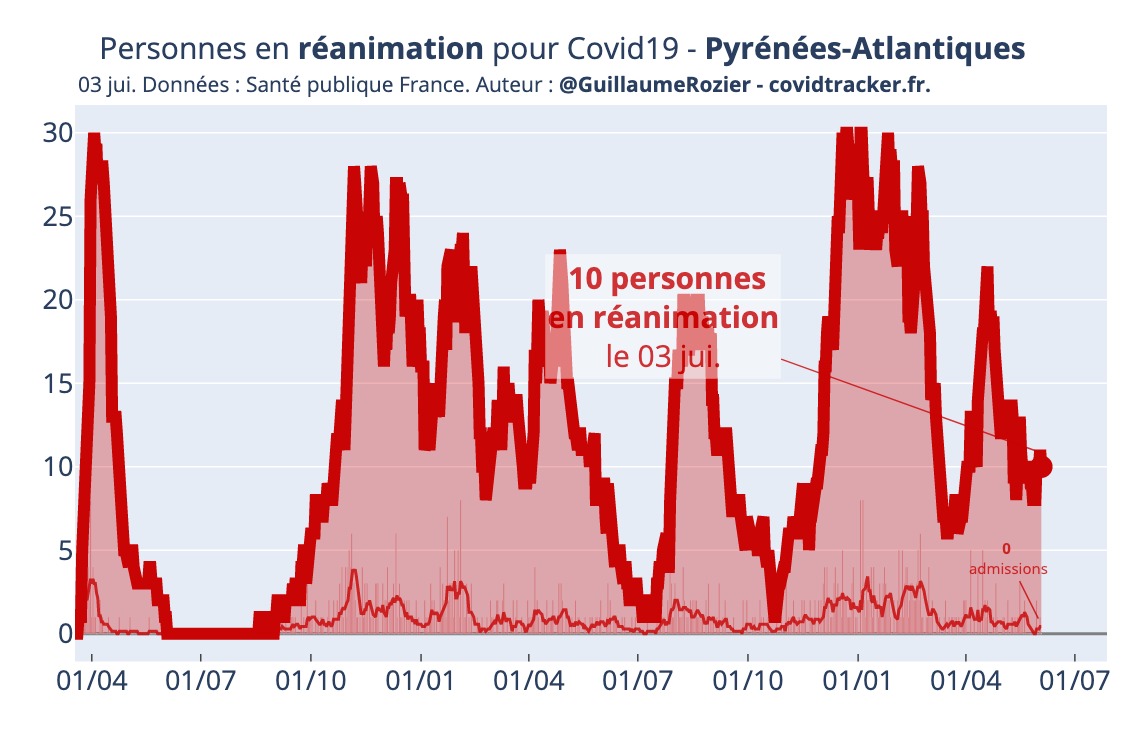 Personnes en réanimation pour Covid19 - Pyrénées-Atlantiques
03 jui. Données : Santé publique France. Auteur : @GuillaumeRozier - covidtracker.fr.
30
25
20
15
10
5
0
10 personnes
en réanimation
le 03 jui.
0
admissions
01/04 01/07 01/10 01/01 01/04 01/07 01/10 01/01 01/04 01/07